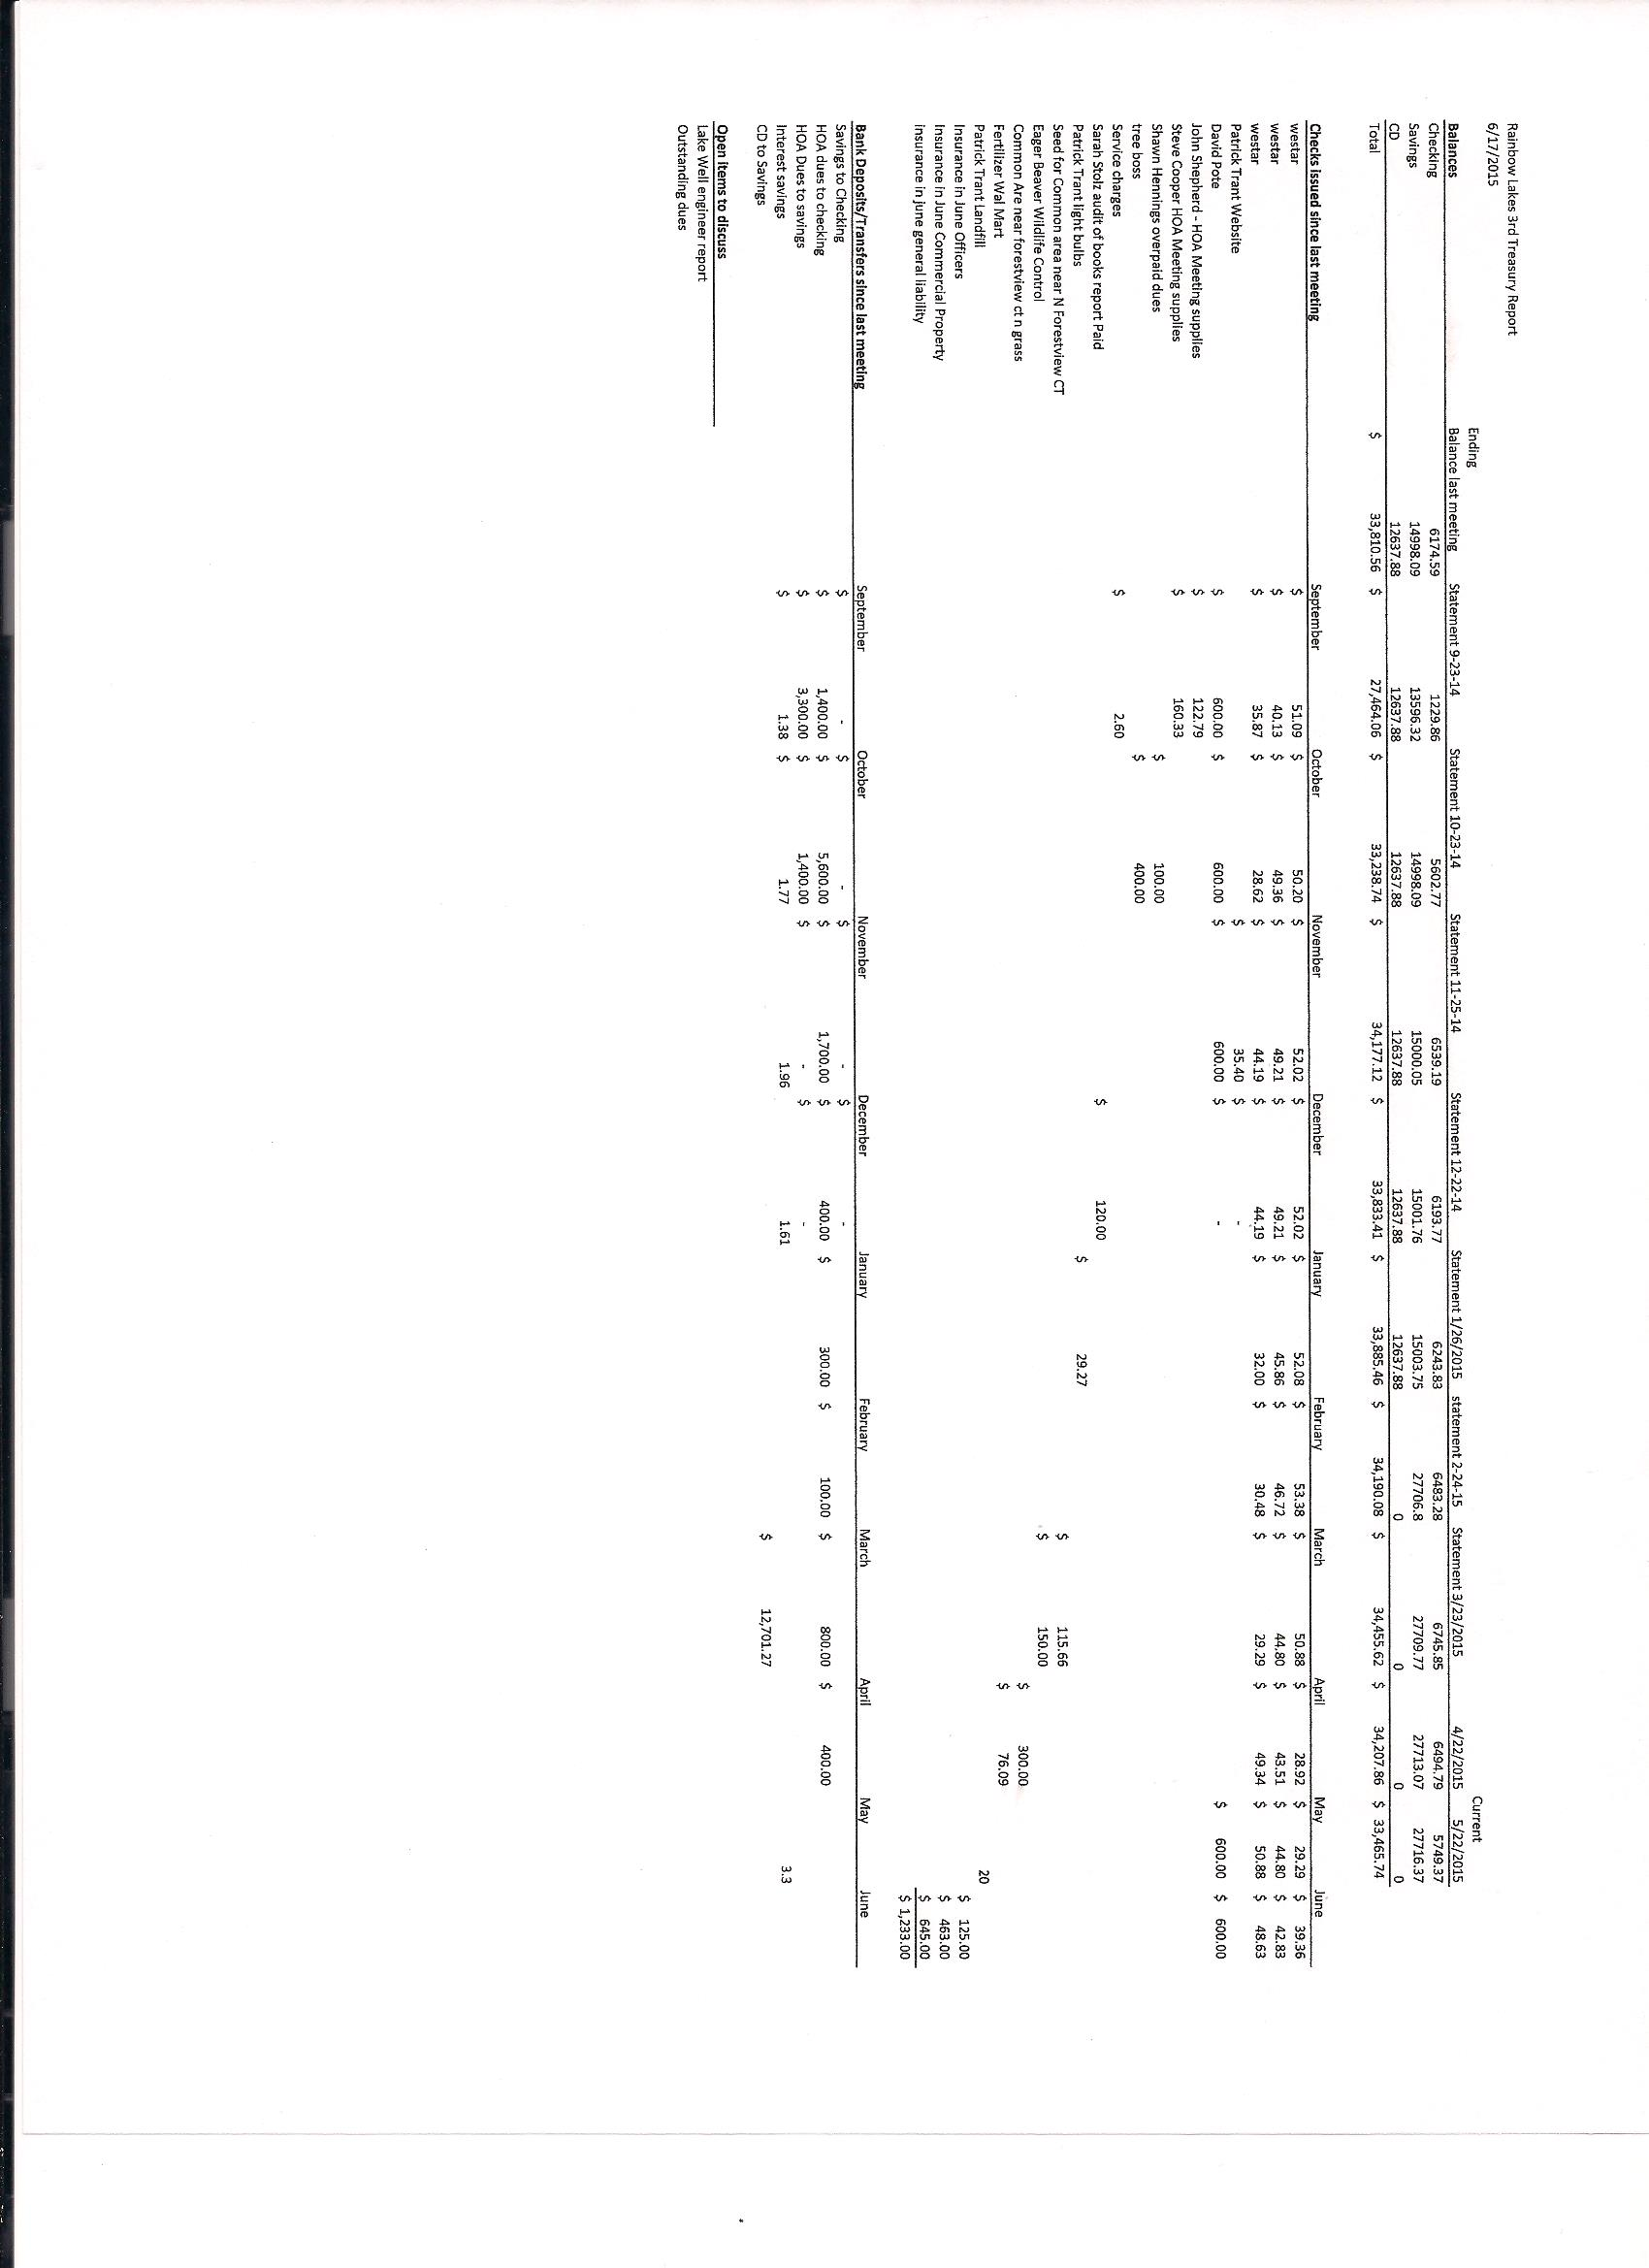 Rainbow Lakes 3rd Treasury Report
6/17/2015
Ending Current
Balances Balance last meeting Statement 9-23-14 Statement 10-23-14 Statement 11-25-14 Statement 12-22-14 Statement 1/26/2015 statement 2-24-15 Statement 3/23/2015 4/22/2015 5/22/2015
Checking 6174.59 1229.86 5602.77 6539.19 6193.77 6243.83 6483.28 6745.85 6494.79 5749.37
Savings 14998.09 13596.32 14998.09 15000.05 15001.76 15003.75 27706.8 27709.77 27713.07 27716.37
CD 12637.88 12637.88 12637.88 12637.88 12637.88 12637.88 0 0 0 0
Total $ 33,810.56 $ 27,464.06 $ 33,238.74 $ 34,177.12 $ 33,833.41 $ 33,885.46 $ 34,190.08 $ 34,455.62 $ 34,207.86 $ 33,465.74
Checks issued since last meeting September October November December January February March April May June
westar $ 51.09 $ 50.20 $ 52.02 $ 52.02 $ 52.08 $ 53.38 $ 50.88 $ 28.92 $ 29.29 $ 39.36
westar $ 40.13 $ 49.36 $ 49.21 $ 49.21 $ 45.86 $ 46.72 $ 44.80 $ 43.51 $ 44.80 $ 42.83
westar $ 35.87 $ 28.62 $ 44.19 $ 44.19 $ 32.00 $ 30.48 $ 29.29 $ 49.34 $ 50.88 $ 48.63
Patrick Trant Website $ 35.40 $ -
David Pote $ 600.00 $ 600.00 $ 600.00 $ - $ 600.00 $ 600.00
John Shepherd - HOA Meeting supplies $ 122.79
Steve Cooper HOA Meeting supplies $ 160.33
Shawn Hennings overpaid dues $ 100.00
tree boss $ 400.00
Service charges $ 2.60
Sarah Stolz audit of books report Paid $ 120.00
Patrick Trant light bulbs $ 29.27
Seed for Common area near N Forestview CT $ 115.66
Eager Beaver Wildlife Control $ 150.00
Common Are near forestview ct n grass $ 300.00
Fertilizer Wal Mart $ 76.09
Patrick Trant Landfill 20
Insurance in June Officers $ 125.00
Insurance in June Commercial Property $ 463.00
insurance in june general liability $ 645.00
$ 1,233.00
Bank Deposits/Transfers since last meeting September October November December January February March April May June
Savings to Checking $ - $ - $ - $ -
HOA dues to checking $ 1,400.00 $ 5,600.00 $ 1,700.00 $ 400.00 $ 300.00 $ 100.00 $ 800.00 $ 400.00
HOA Dues to savings $ 3,300.00 $ 1,400.00 $ - $ -
Interest savings $ 1.38 $ 1.77 1.96 1.61 3.3
CD to Savings $ 12,701.27
Open items to discuss
Lake Well engineer report
Outstanding dues